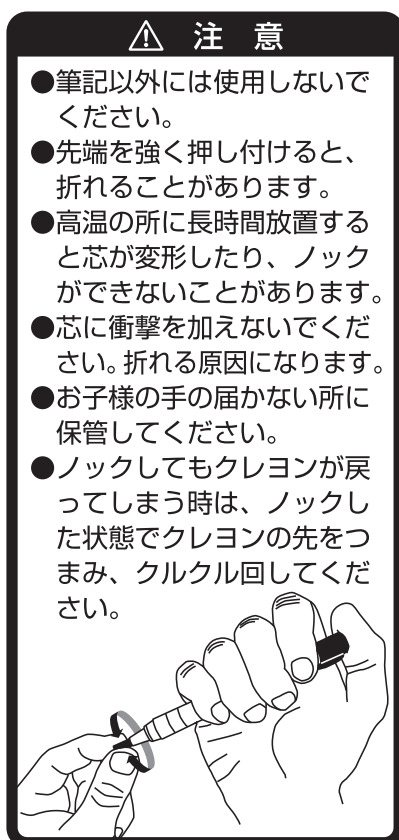 ⚠ 注 意
●筆記以外には使用しないで
ください。
●先端を強く押し付けると、
折れることがあります。
●高温の所に長時間放置する
と芯が変形したり、ノック
ができないことがあります。
●芯に衝撃を加えないでくだ
さい。折れる原因になります。
●お子様の手の届かない所に
保管してください。
●ノックしてもクレヨンが戻
ってしまう時は、ノックし
た状態でクレヨンの先をつ
まみ、クルクル回してくだ
さい。